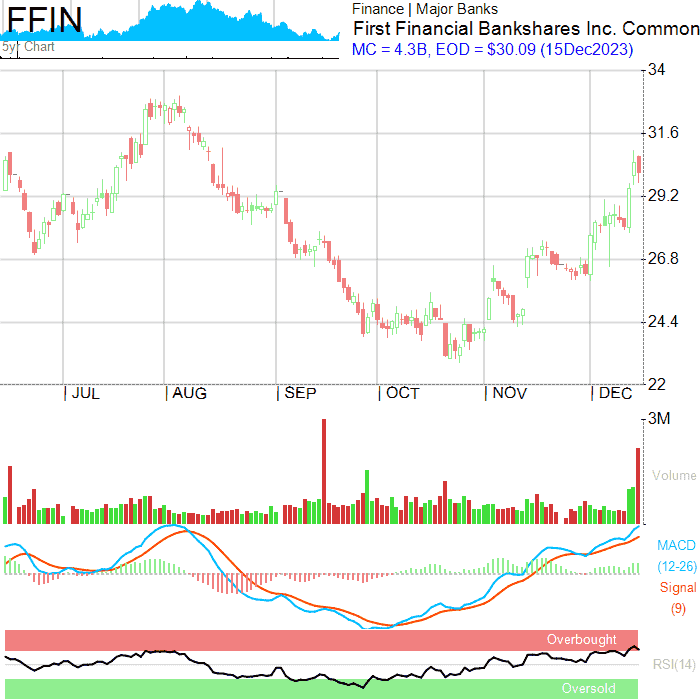 FFIN
5yr Chart
Finance | Major Banks
First Financial Bankshares Inc. Common
MC = 4.3B, EOD = $30.09 (15Dec2023)
34
31.6
29.2
26.8
24.4
22
| JUL | AUG | SEP | OCT | NOV | DEC
3M
Volume
MACD
(12-26)
Signal
(9)
Overbought
RSI(14)
Oversold